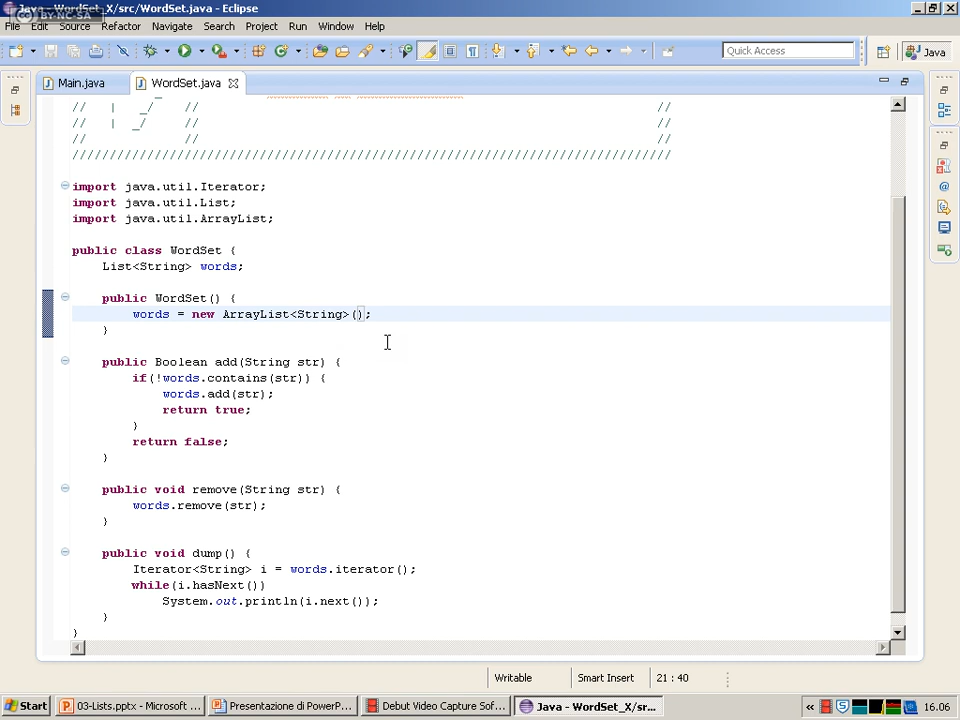 Java - WordSet_X/src/WordSet.java - Eclipse
CC BY-NC-SA
File Edit Source Refactor Navigate Search Project Run Window Help
Quick Access
Java
Main.java
WordSet.java
// | _/ // //
// | _/ // //
// // //
////////////////////////////////////////////////////////////////////////////////
import java.util.Iterator;
import java.util.List;
import java.util.ArrayList;
public class WordSet {
List<String> words;
public WordSet() {
words = new ArrayList<String>();
}
public Boolean add(String str) {
if(!words.contains(str)) {
words.add(str);
return true;
}
return false;
}
public void remove(String str) {
words.remove(str);
}
public void dump() {
Iterator<String> i = words.iterator();
while(i.hasNext())
System.out.println(i.next());
}
}
Writable
Smart Insert
21 : 40
Start
03-Lists.pptx - Microsoft ...
Presentazione di PowerP...
Debut Video Capture Sof...
Java - WordSet_X/sr...
«
16.06